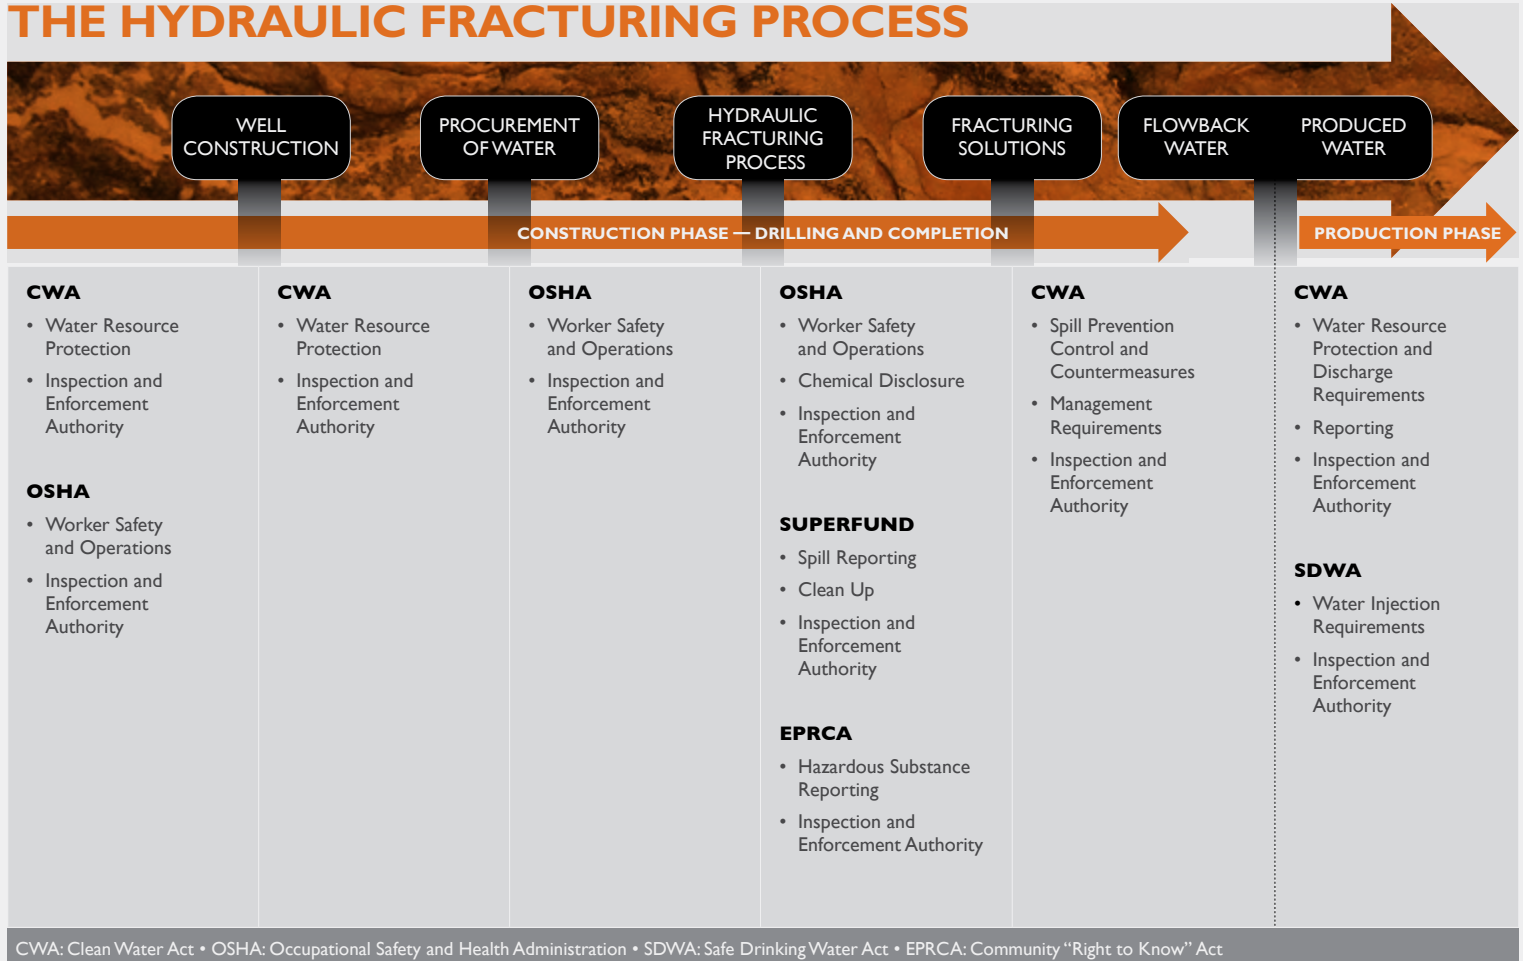 THE HYDRAULIC FRACTURING PROCESS
WELL
CONSTRUCTION
PROCUREMENT
OF WATER
HYDRAULIC
FRACTURING
PROCESS
FRACTURING
SOLUTIONS
FLOWBACK
WATER
PRODUCED
WATER
CONSTRUCTION PHASE — DRILLING AND COMPLETION
PRODUCTION PHASE
CWA
• Water Resource
Protection
• Inspection and
Enforcement
Authority
OSHA
• Worker Safety
and Operations
• Inspection and
Enforcement
Authority
CWA
• Water Resource
Protection
• Inspection and
Enforcement
Authority
OSHA
• Worker Safety
and Operations
• Inspection and
Enforcement
Authority
OSHA
• Worker Safety
and Operations
• Chemical Disclosure
• Inspection and
Enforcement
Authority
SUPERFUND
• Spill Reporting
• Clean Up
• Inspection and
Enforcement
Authority
EPRCA
• Hazardous Substance
Reporting
• Inspection and
Enforcement Authority
CWA
• Spill Prevention
Control and
Countermeasures
• Management
Requirements
• Inspection and
Enforcement
Authority
CWA
• Water Resource
Protection and
Discharge
Requirements
• Reporting
• Inspection and
Enforcement
Authority
SDWA
• Water Injection
Requirements
• Inspection and
Enforcement
Authority
CWA: Clean Water Act • OSHA: Occupational Safety and Health Administration • SDWA: Safe Drinking Water Act • EPRCA: Community “Right to Know” Act